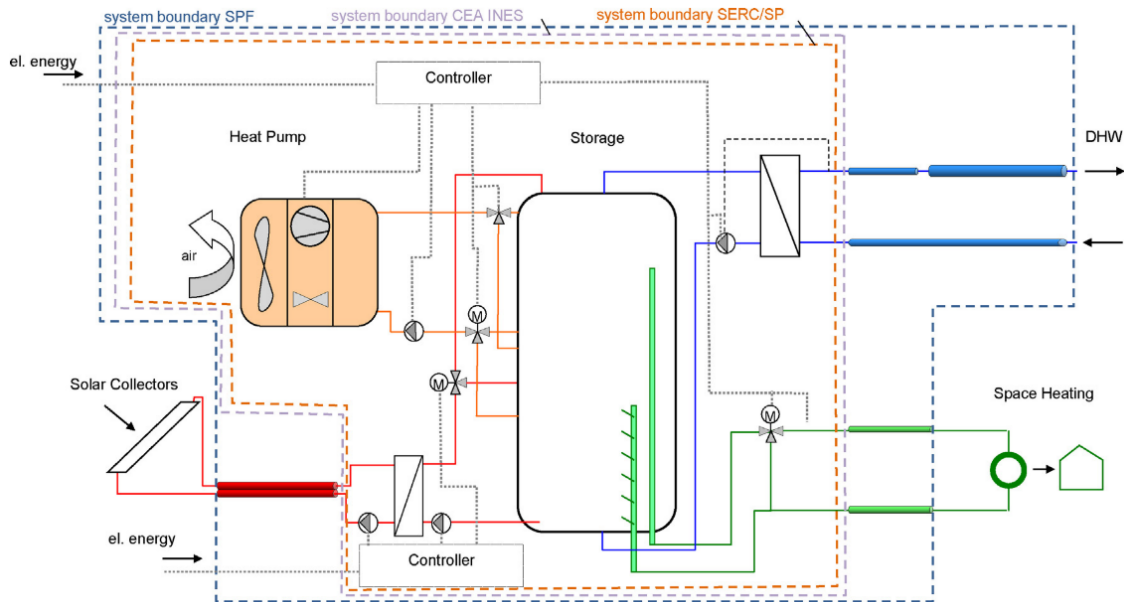 system boundary SPF
system boundary CEA INES
system boundary SERC/SP
el. energy
Controller
Heat Pump
Storage
DHW
air
M
M
Solar Collectors
M
Space Heating
el. energy
Controller